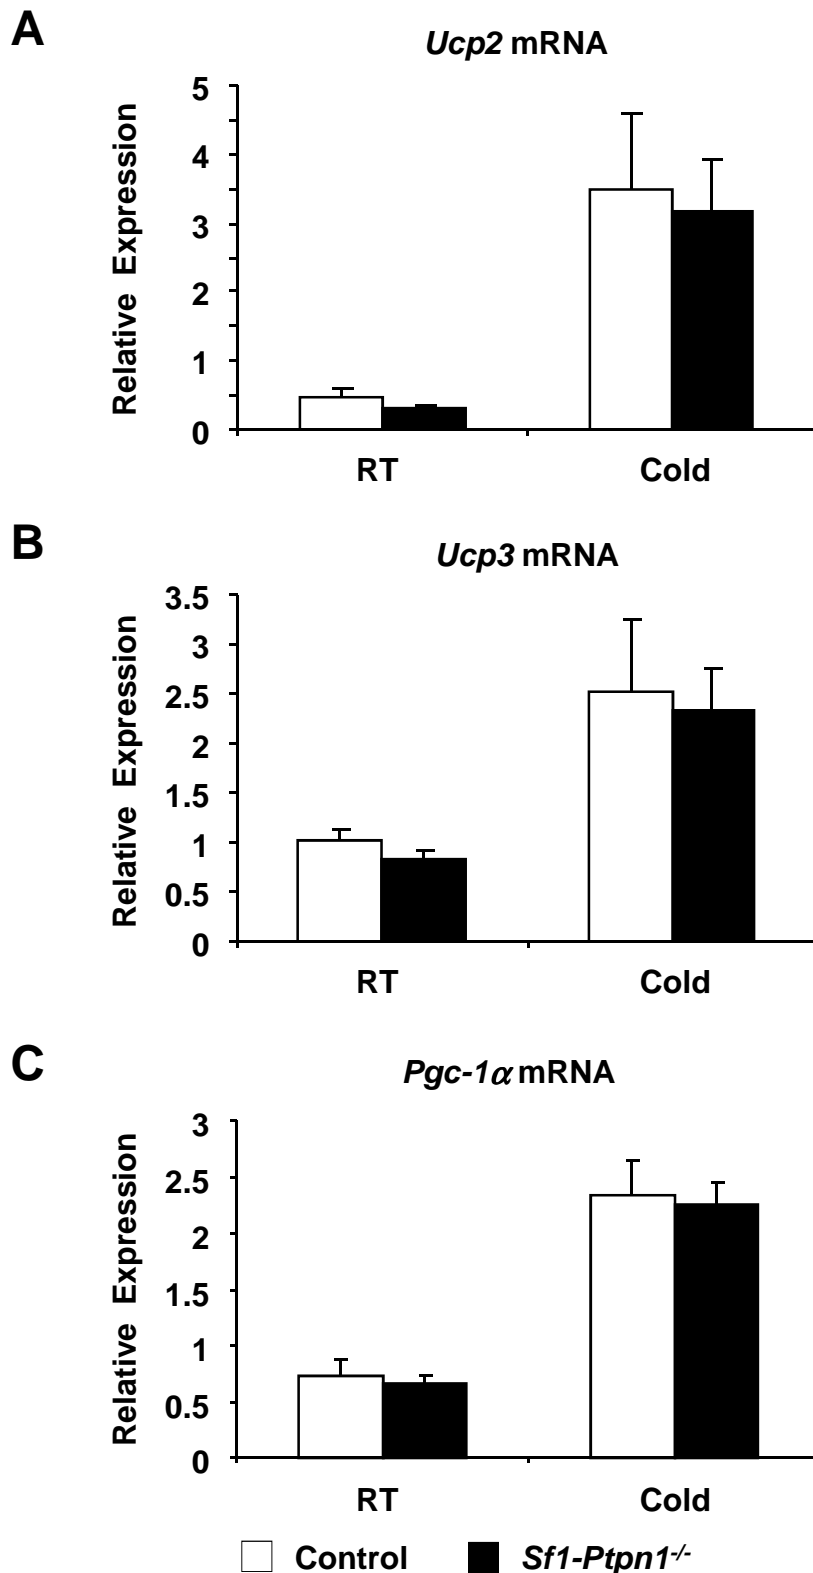 A
Ucp2 mRNA
Relative Expression
5
4
3
2
1
0
RT Cold
B
Ucp3 mRNA
Relative Expression
3.5
3
2.5
2
1.5
1
0.5
0
RT Cold
C
Pgc-1α mRNA
Relative Expression
3
2.5
2
1.5
1
0.5
0
RT Cold
Control Sf1-Ptpn1-/-